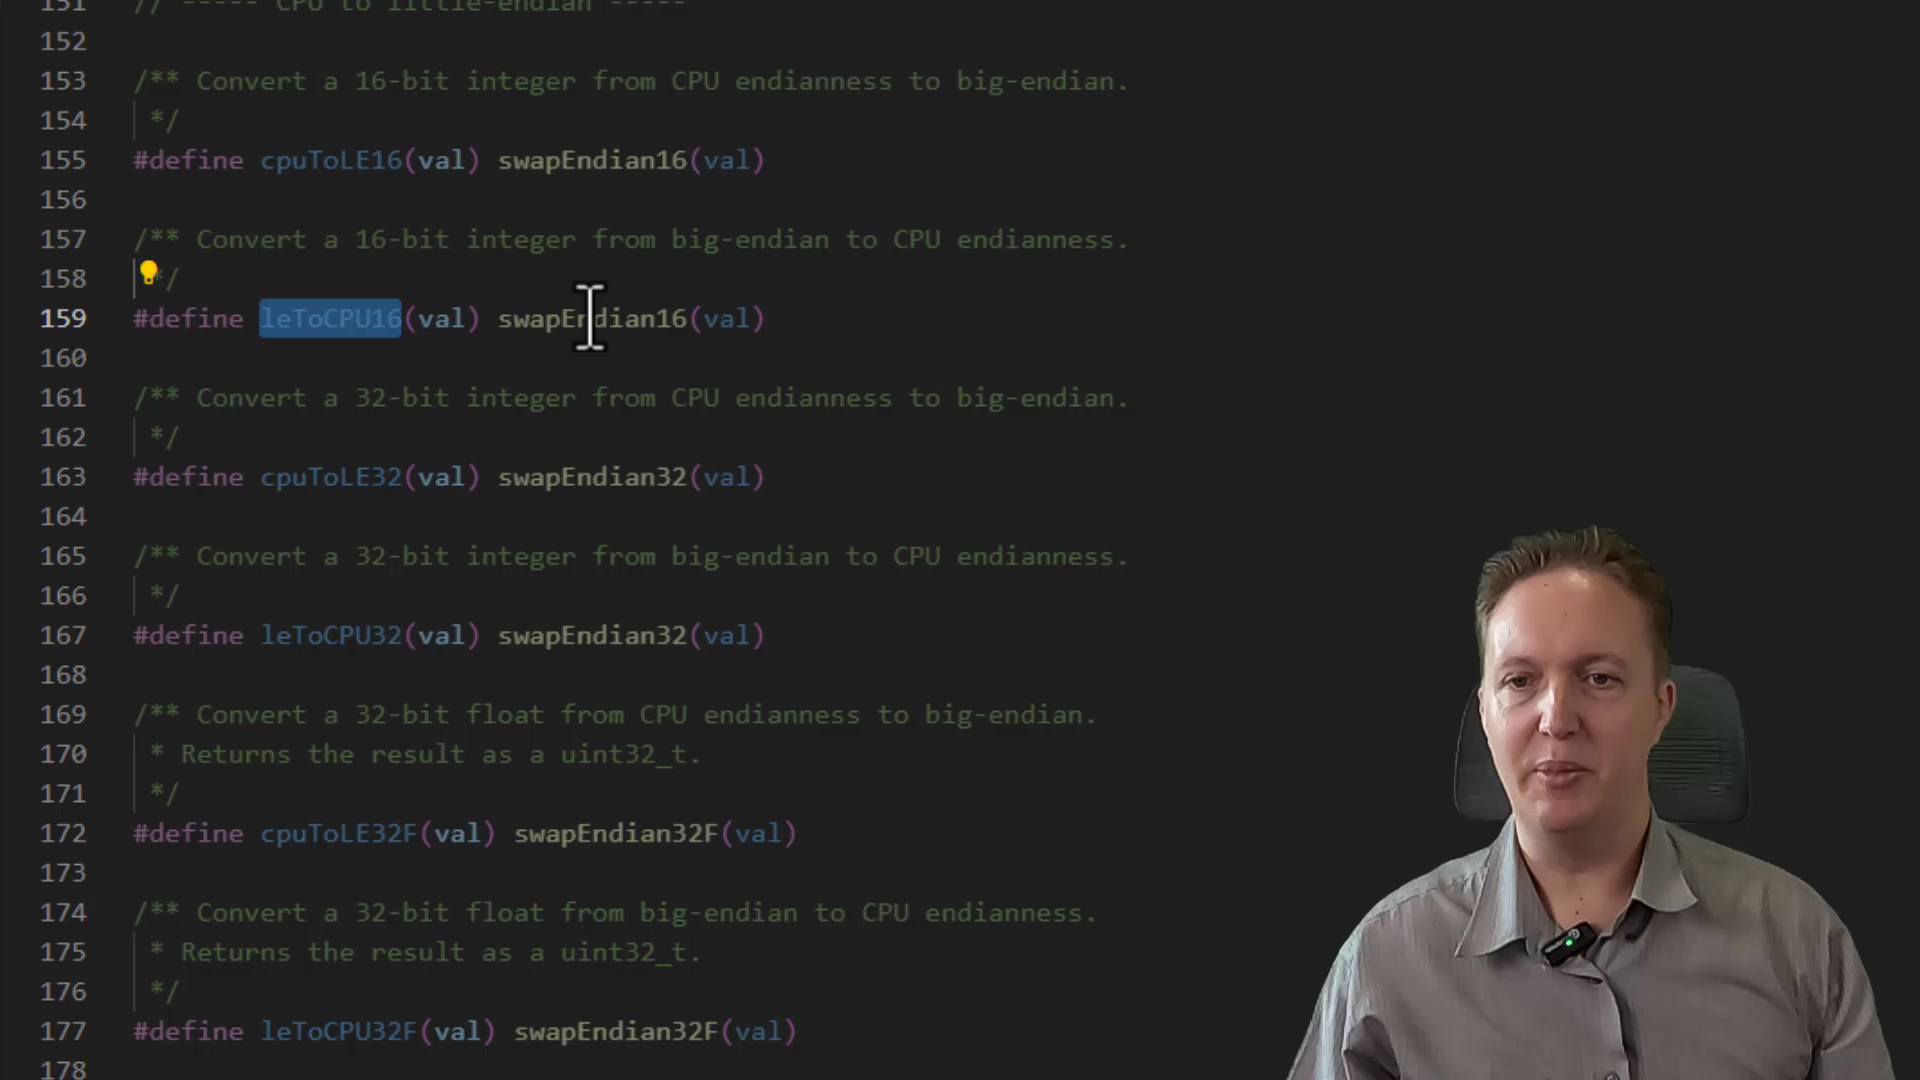 151 // ----- CPU to little-endian -----
152
153 /** Convert a 16-bit integer from CPU endianness to big-endian.
154 */
155 #define cpuToLE16(val) swapEndian16(val)
156
157 /** Convert a 16-bit integer from big-endian to CPU endianness.
158 */
159 #define leToCPU16(val) swapEndian16(val)
160
161 /** Convert a 32-bit integer from CPU endianness to big-endian.
162 */
163 #define cpuToLE32(val) swapEndian32(val)
164
165 /** Convert a 32-bit integer from big-endian to CPU endianness.
166 */
167 #define leToCPU32(val) swapEndian32(val)
168
169 /** Convert a 32-bit float from CPU endianness to big-endian.
170 * Returns the result as a uint32_t.
171 */
172 #define cpuToLE32F(val) swapEndian32F(val)
173
174 /** Convert a 32-bit float from big-endian to CPU endianness.
175 * Returns the result as a uint32_t.
176 */
177 #define leToCPU32F(val) swapEndian32F(val)
178